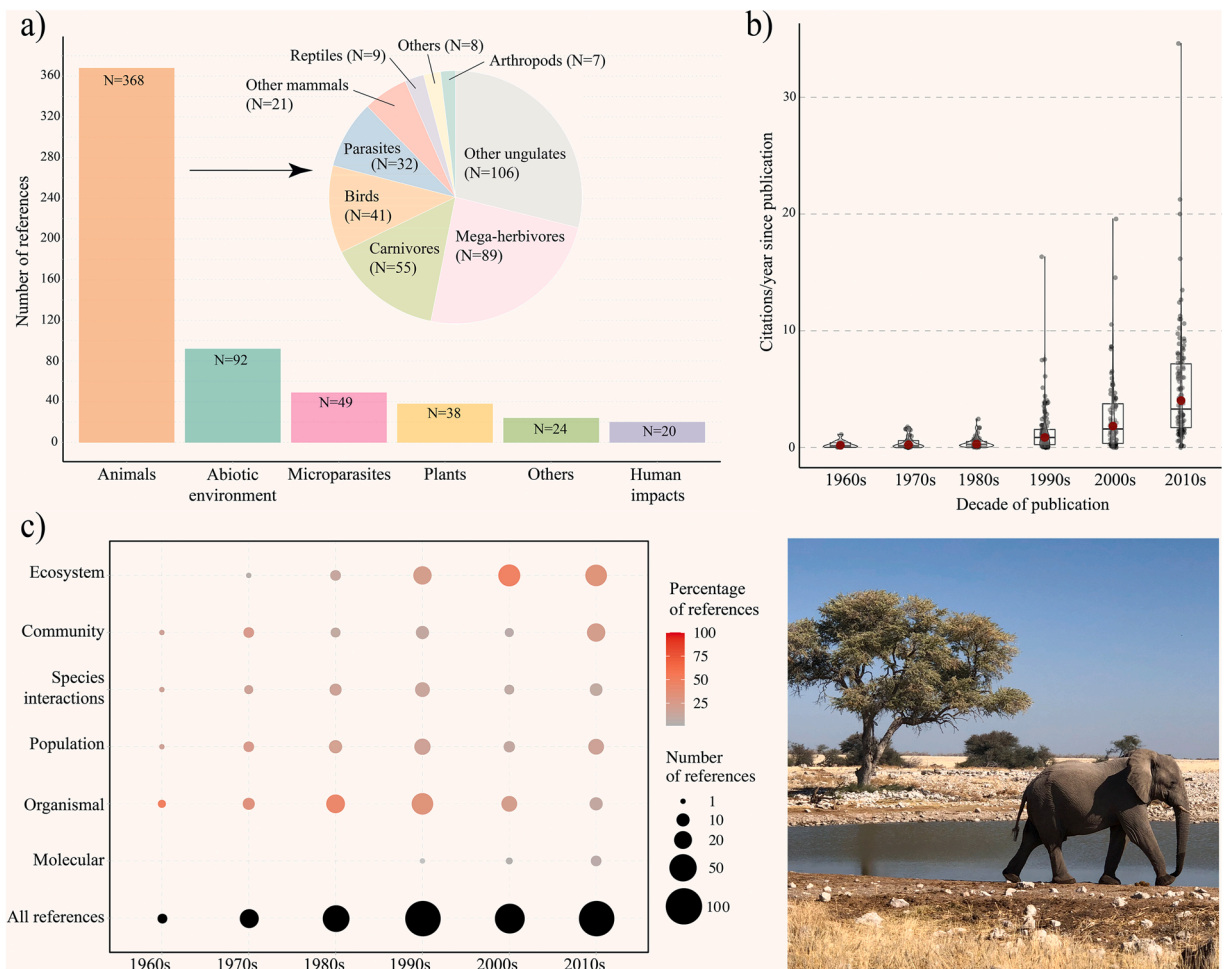 a)
Number of references
360
320
280
240
200
160
120
80
40
0
N=368
N=92
N=49
N=38
N=24
N=20
Animals
Abiotic
environment
Microparasites
Plants
Others
Human
impacts
Others (N=8)
Reptiles (N=9)
Arthropods (N=7)
Other mammals
(N=21)
Parasites
(N=32)
Other ungulates
(N=106)
Birds
(N=41)
Carnivores
(N=55)
Mega-herbivores
(N=89)
b)
Citations/year since publication
30
20
10
0
1960s
1970s
1980s
1990s
2000s
2010s
Decade of publication
c)
Ecosystem
Community
Species
interactions
Population
Organismal
Molecular
All references
1960s
1970s
1980s
1990s
2000s
2010s
Percentage
of references
100
75
50
25
Number
of references
1
10
20
50
100